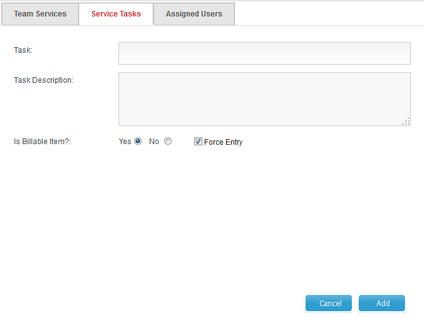 Team Services Service Tasks Assigned Users
Task:
Task Description:
Is Billable Item?: Yes No Force Entry
Cancel Add